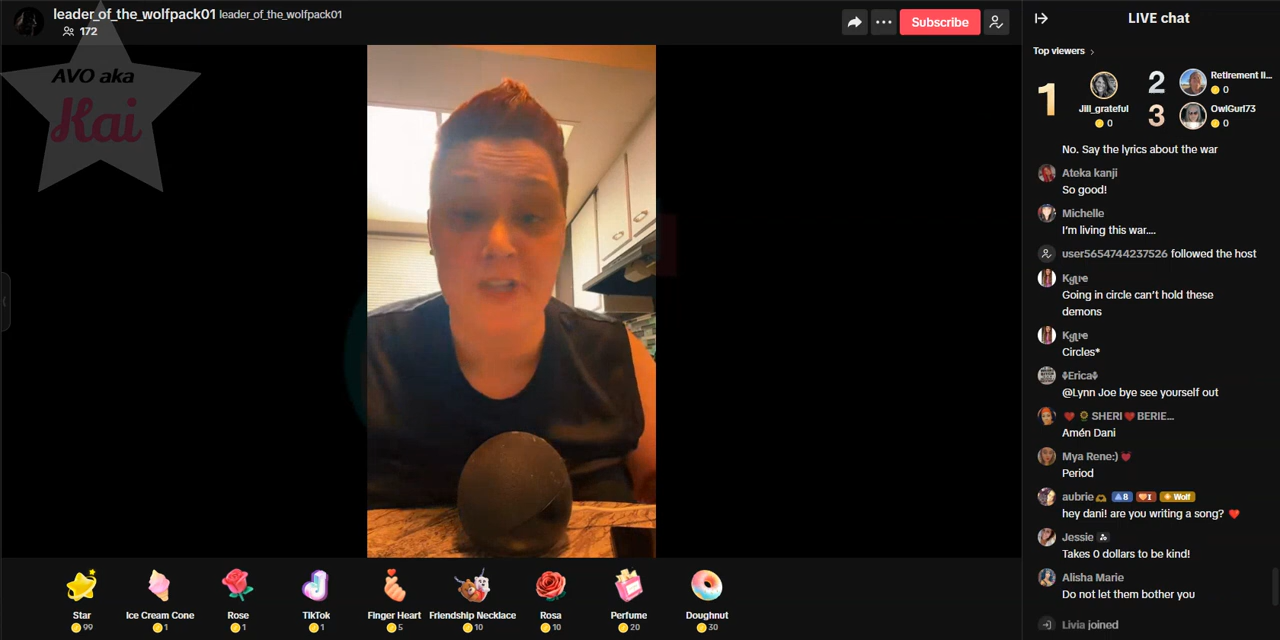 leader_of_the_wolfpack01 leader_of_the_wolfpack01
172
Subscribe
AVO aka
Kai
LIVE chat
Top viewers
1
Jill_grateful
0
2
Retirement li...
0
3
OwlGurl73
0
No. Say the lyrics about the war
Ateka kanji
So good!
Michelle
I'm living this war....
user5654744237526 followed the host
Going in circle can't hold these
demons
Circles*
Erica
@Lynn Joe bye see yourself out
SHERI BERIE...
Amén Dani
Mya Rene:)
Period
aubrie 8 I Wolf
hey dani! are you writing a song?
Jessie
Takes 0 dollars to be kind!
Alisha Marie
Do not let them bother you
Livia joined
Star
99
Ice Cream Cone
1
Rose
1
TikTok
1
Finger Heart
5
Friendship Necklace
10
Rosa
10
Perfume
20
Doughnut
30